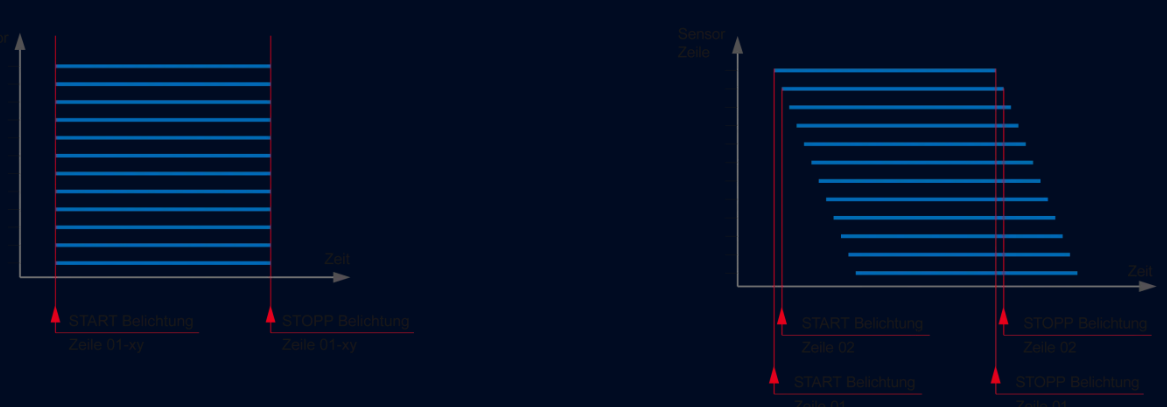 Sensor
Zeile
Zeit
START Belichtung
Zeile 01-xy
STOPP Belichtung
Zeile 01-xy
Zeit
START Belichtung
Zeile 02
STOPP Belichtung
Zeile 02
START Belichtung
Zeile 01
STOPP Belichtung
Zeile 01